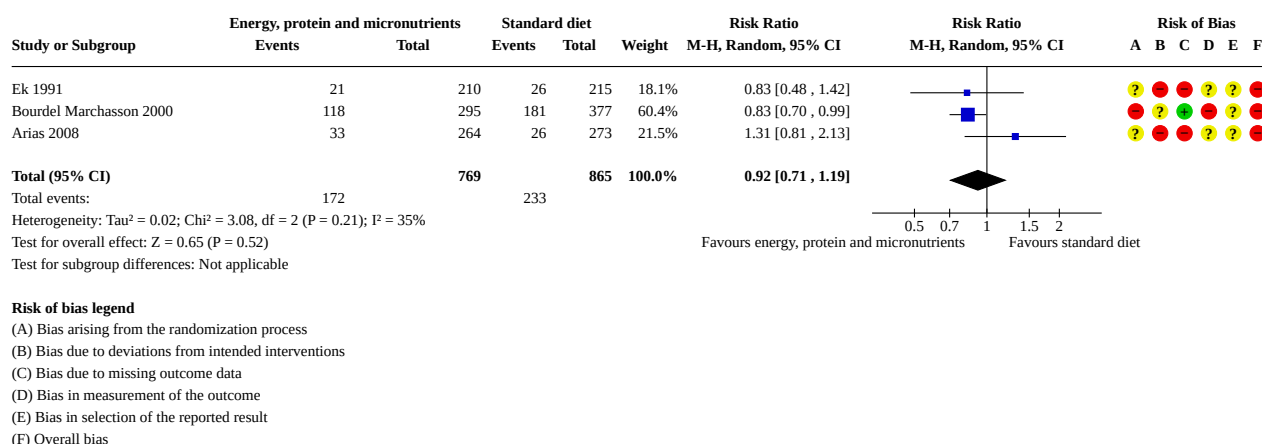 Energy, protein and micronutrients Standard diet Risk Ratio Risk Ratio Risk of Bias
Study or Subgroup Events Total Events Total Weight M-H, Random, 95% CI M-H, Random, 95% CI A B C D E F
Ek 1991 21 210 26 215 18.1% 0.83 [0.48 , 1.42] ? − − ? ? −
Bourdel Marchasson 2000 118 295 181 377 60.4% 0.83 [0.70 , 0.99] − ? + − ? −
Arias 2008 33 264 26 273 21.5% 1.31 [0.81 , 2.13] ? − − ? ? −
Total (95% CI) 769 865 100.0% 0.92 [0.71 , 1.19]
Total events: 172 233
Heterogeneity: Tau² = 0.02; Chi² = 3.08, df = 2 (P = 0.21); I² = 35%
0.5 0.7 1 1.5 2
Test for overall effect: Z = 0.65 (P = 0.52) Favours energy, protein and micronutrients Favours standard diet
Test for subgroup differences: Not applicable
Risk of bias legend
(A) Bias arising from the randomization process
(B) Bias due to deviations from intended interventions
(C) Bias due to missing outcome data
(D) Bias in measurement of the outcome
(E) Bias in selection of the reported result
(F) Overall bias